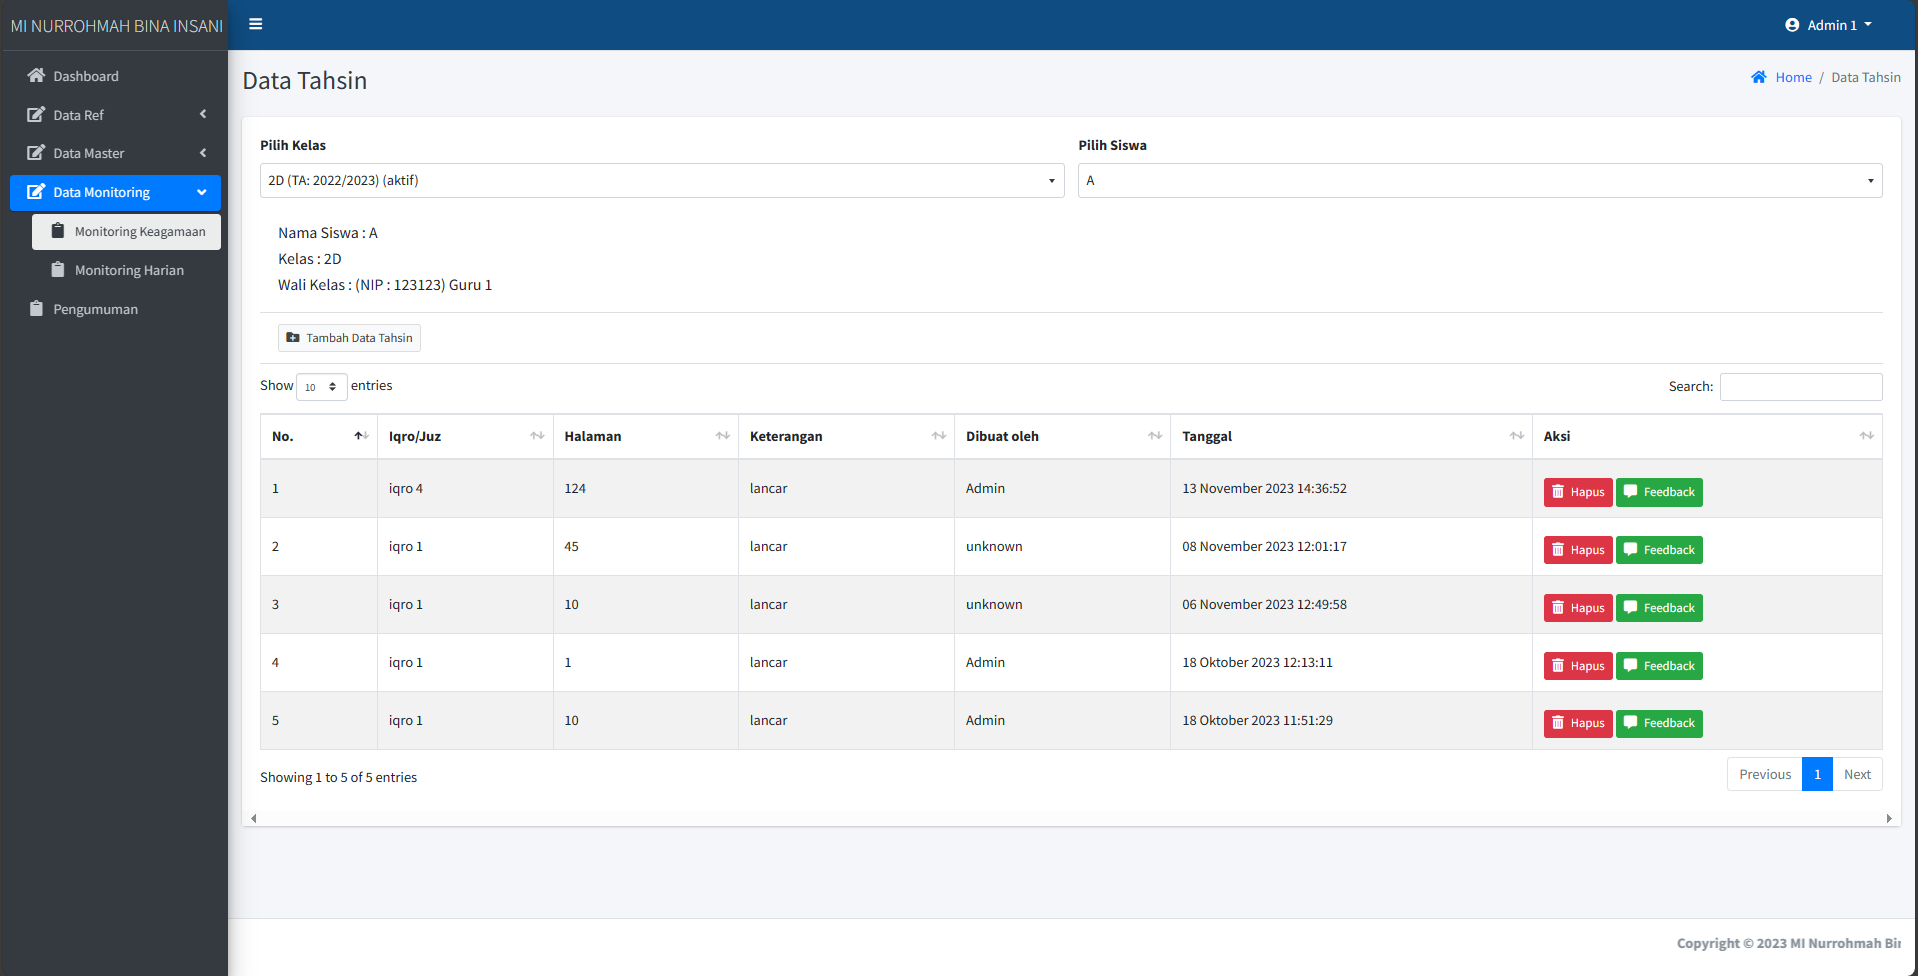 MI NURROHMAH BINA INSANI
Admin 1
Dashboard
Data Ref
Data Master
Data Monitoring
Monitoring Keagamaan
Monitoring Harian
Pengumuman
Data Tahsin
Home / Data Tahsin
Pilih Kelas
2D (TA: 2022/2023) (aktif)
Pilih Siswa
A
Nama Siswa : A
Kelas : 2D
Wali Kelas : (NIP : 123123) Guru 1
Tambah Data Tahsin
Show 10 entries
Search:
No. Iqro/Juz Halaman Keterangan Dibuat oleh Tanggal Aksi
1 iqro 4 124 lancar Admin 13 November 2023 14:36:52 Hapus Feedback
2 iqro 1 45 lancar unknown 08 November 2023 12:01:17 Hapus Feedback
3 iqro 1 10 lancar unknown 06 November 2023 12:49:58 Hapus Feedback
4 iqro 1 1 lancar Admin 18 Oktober 2023 12:13:11 Hapus Feedback
5 iqro 1 10 lancar Admin 18 Oktober 2023 11:51:29 Hapus Feedback
Showing 1 to 5 of 5 entries
Previous 1 Next
Copyright © 2023 MI Nurrohmah Bin